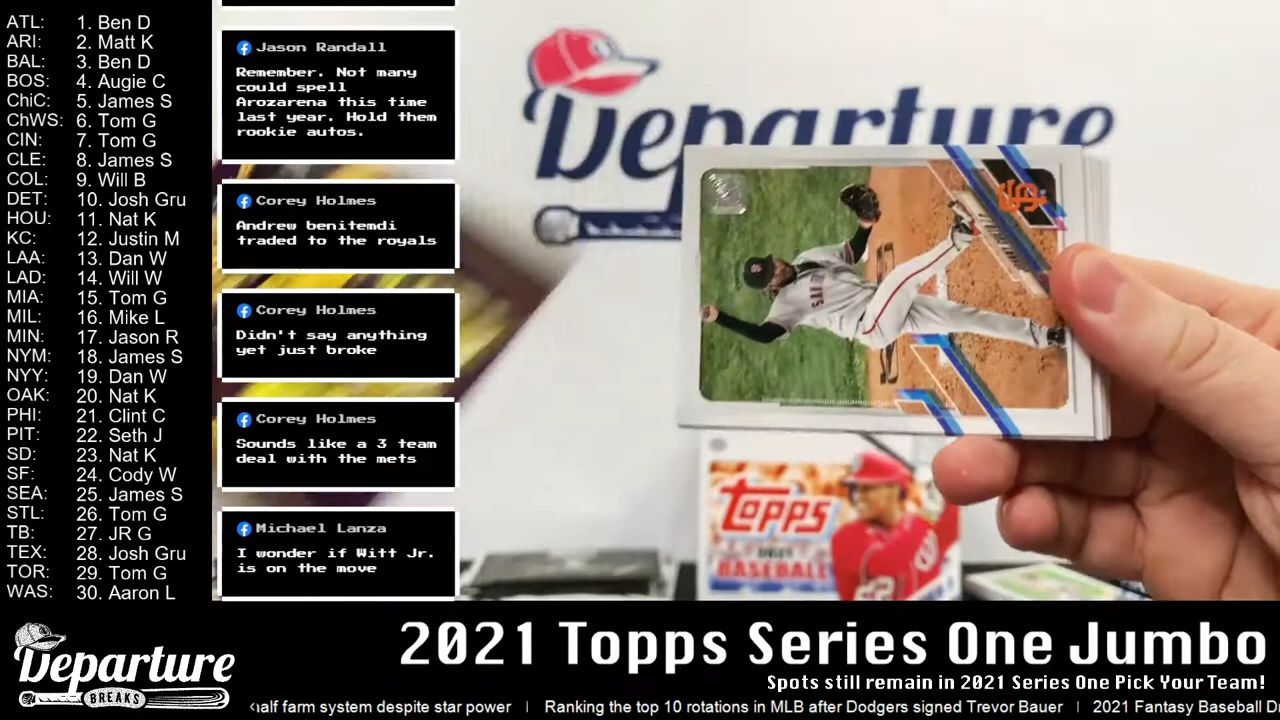 ATL: 1. Ben D
ARI: 2. Matt K
BAL: 3. Ben D
BOS: 4. Augie C
ChiC: 5. James S
ChWS: 6. Tom G
CIN: 7. Tom G
CLE: 8. James S
COL: 9. Will B
DET: 10. Josh Gru
HOU: 11. Nat K
KC: 12. Justin M
LAA: 13. Dan W
LAD: 14. Will W
MIA: 15. Tom G
MIL: 16. Mike L
MIN: 17. Jason R
NYM: 18. James S
NYY: 19. Dan W
OAK: 20. Nat K
PHI: 21. Clint C
PIT: 22. Seth J
SD: 23. Nat K
SF: 24. Cody W
SEA: 25. James S
STL: 26. Tom G
TB: 27. JR G
TEX: 28. Josh Gru
TOR: 29. Tom G
WAS: 30. Aaron L
Jason Randall
Remember. Not many
could spell
Arozarena this time
last year. Hold them
rookie autos.
Corey Holmes
Andrew benitemdi
traded to the royals
Corey Holmes
Didn't say anything
yet just broke
Corey Holmes
Sounds like a 3 team
deal with the mets
Michael Lanza
I wonder if Witt Jr.
is on the move
Departure
SF
TOPPS
2021
BASEBALL
Departure
BREAKS
2021 Topps Series One Jumbo
Spots still remain in 2021 Series One Pick Your Team!
half farm system despite star power | Ranking the top 10 rotations in MLB after Dodgers signed Trevor Bauer | 2021 Fantasy Baseball D